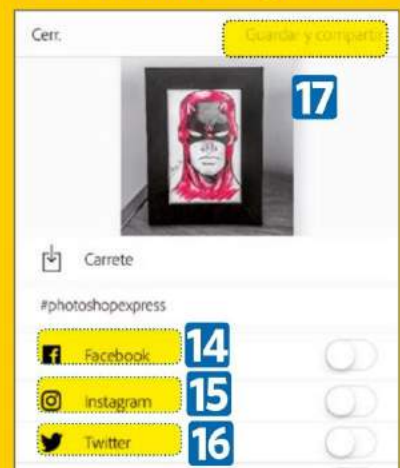 Cerr. Guardar y compartir
17
Carrete
#photoshopexpress
Facebook 14
Instagram 15
Twitter 16